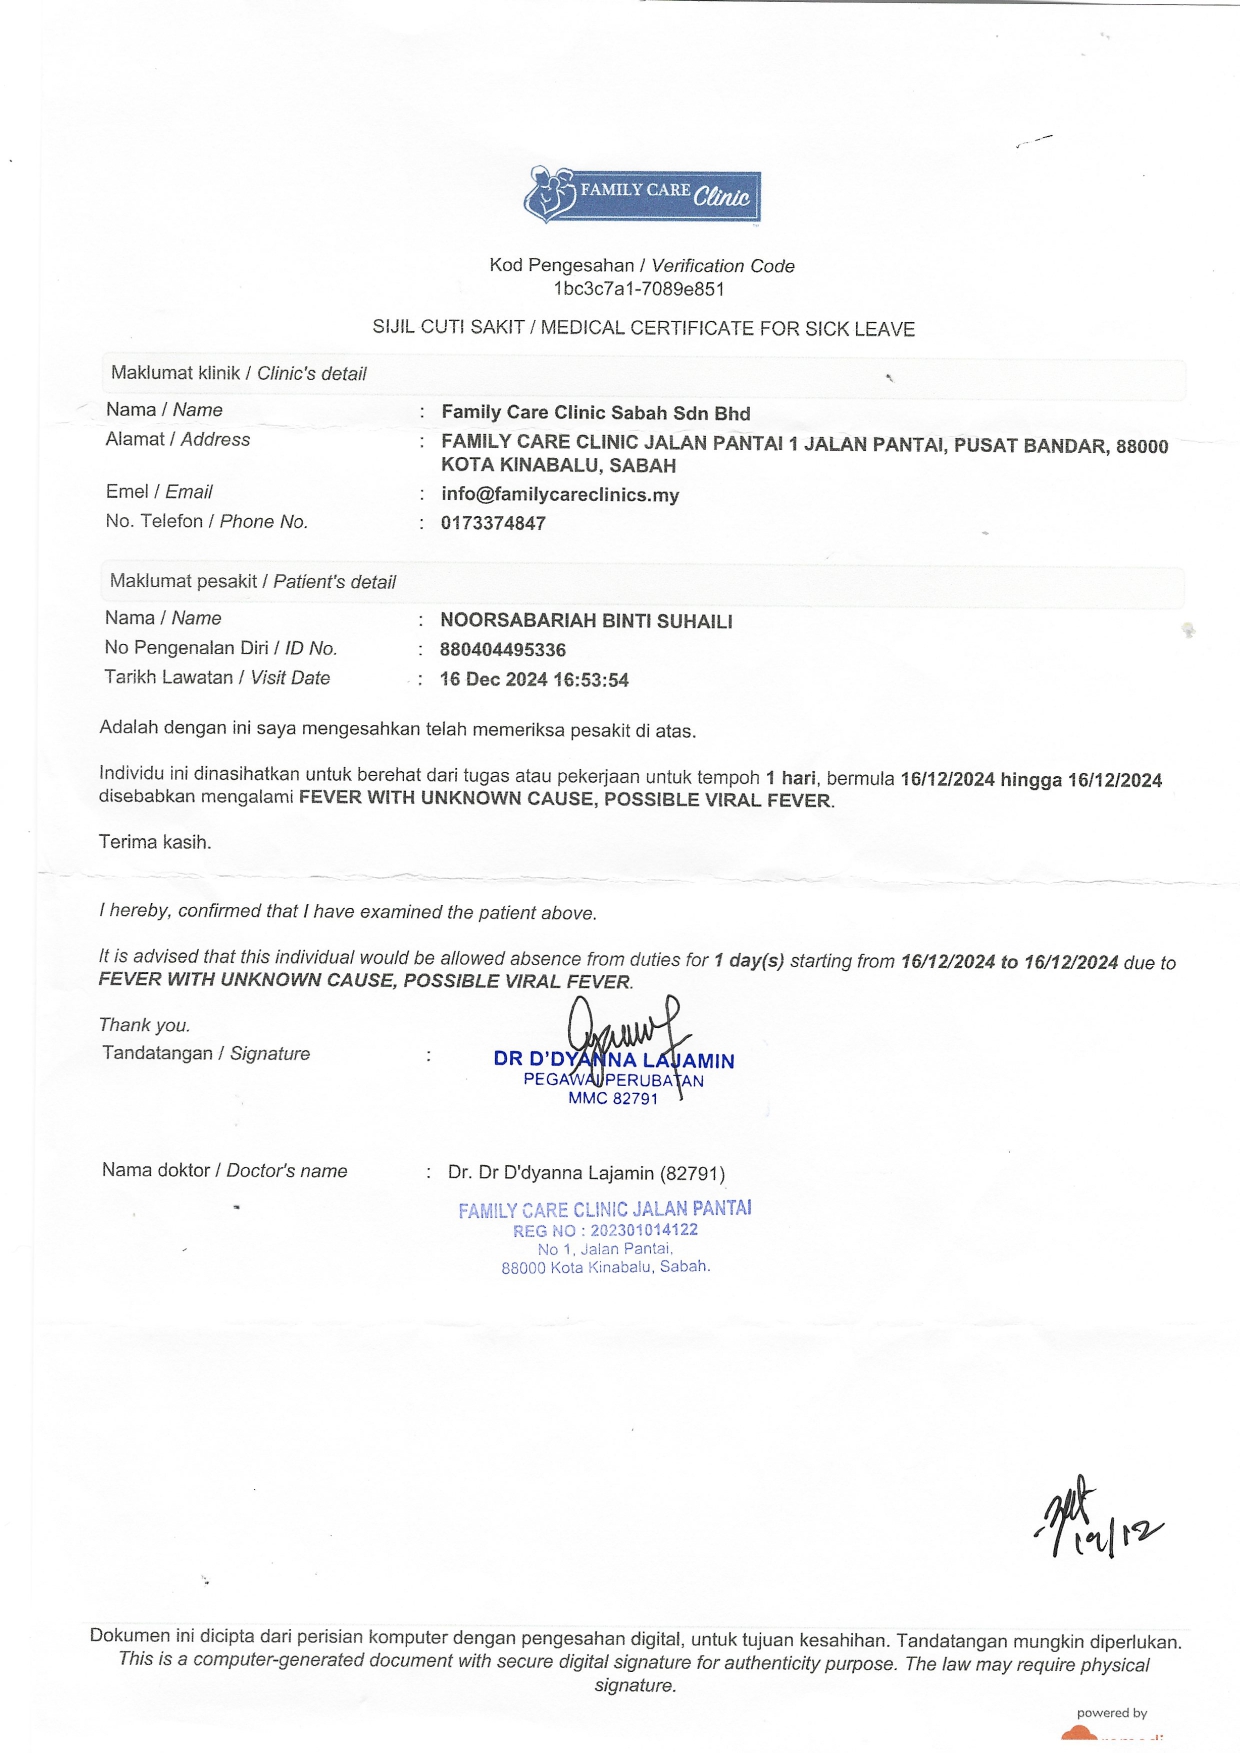 FAMILY CARE Clinic
Kod Pengesahan / Verification Code
1bc3c7a1-7089e851
SIJIL CUTI SAKIT / MEDICAL CERTIFICATE FOR SICK LEAVE
Maklumat klinik / Clinic's detail
Nama / Name : Family Care Clinic Sabah Sdn Bhd
Alamat / Address : FAMILY CARE CLINIC JALAN PANTAI 1 JALAN PANTAI, PUSAT BANDAR, 88000
KOTA KINABALU, SABAH
Emel / Email : info@familycareclinics.my
No. Telefon / Phone No. : 0173374847
Maklumat pesakit / Patient's detail
Nama / Name : NOORSABARIAH BINTI SUHAILI
No Pengenalan Diri / ID No. : 880404495336
Tarikh Lawatan / Visit Date : 16 Dec 2024 16:53:54
Adalah dengan ini saya mengesahkan telah memeriksa pesakit di atas.
Individu ini dinasihatkan untuk berehat dari tugas atau pekerjaan untuk tempoh 1 hari, bermula 16/12/2024 hingga 16/12/2024
disebabkan mengalami FEVER WITH UNKNOWN CAUSE, POSSIBLE VIRAL FEVER.
Terima kasih.
I hereby, confirmed that I have examined the patient above.
It is advised that this individual would be allowed absence from duties for 1 day(s) starting from 16/12/2024 to 16/12/2024 due to
FEVER WITH UNKNOWN CAUSE, POSSIBLE VIRAL FEVER.
Thank you.
Tandatangan / Signature :
DR D'DYANNA LAJAMIN
PEGAWAI PERUBATAN
MMC 82791
Nama doktor / Doctor's name : Dr. Dr D'dyanna Lajamin (82791)
FAMILY CARE CLINIC JALAN PANTAI
REG NO : 202301014122
No 1, Jalan Pantai,
88000 Kota Kinabalu, Sabah.
19/12
Dokumen ini dicipta dari perisian komputer dengan pengesahan digital, untuk tujuan kesahihan. Tandatangan mungkin diperlukan.
This is a computer-generated document with secure digital signature for authenticity purpose. The law may require physical
signature.
powered by